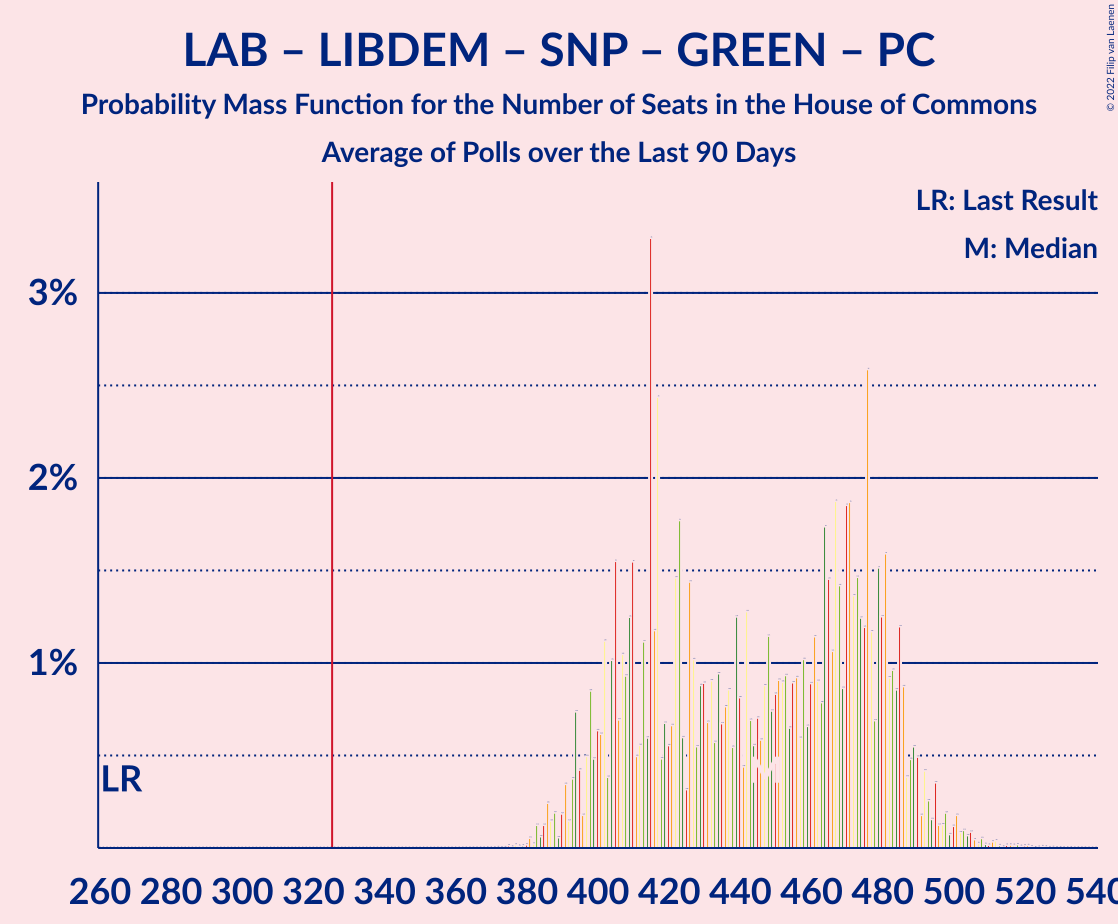 LAB – LIBDEM – SNP – GREEN – PC
Probability Mass Function for the Number of Seats in the House of Commons
Average of Polls over the Last 90 Days
© 2022 Filip van Laenen
LR: Last Result
M: Median
3%
2%
1%
LR
M
260 280 300 320 340 360 380 400 420 440 460 480 500 520 540